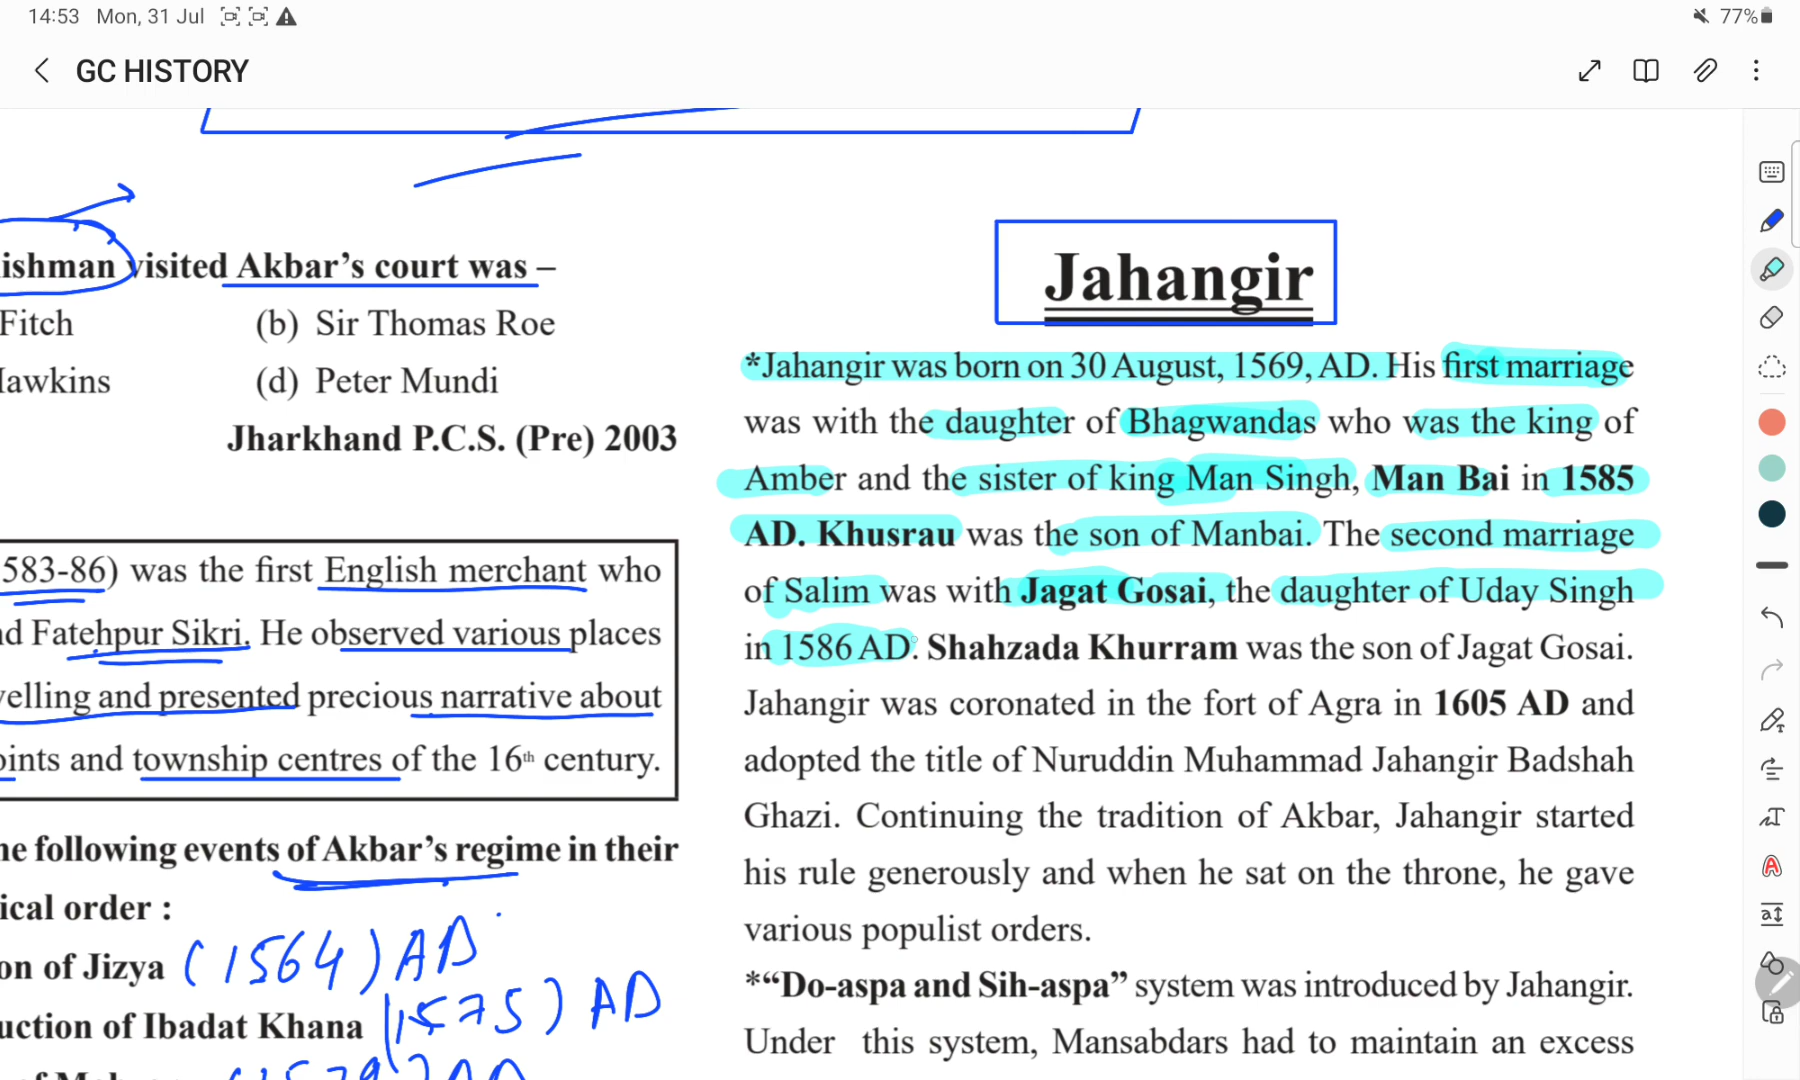 14:53 Mon, 31 Jul
77%
GC HISTORY
ishman visited Akbar's court was –
Fitch (b) Sir Thomas Roe
Hawkins (d) Peter Mundi
Jharkhand P.C.S. (Pre) 2003
583-86) was the first English merchant who
nd Fatehpur Sikri. He observed various places
velling and presented precious narrative about
oints and township centres of the 16th century.
he following events of Akbar's regime in their
ical order :
on of Jizya (1564) AD
uction of Ibadat Khana (1575) AD
Jahangir
*Jahangir was born on 30 August, 1569, AD. His first marriage
was with the daughter of Bhagwandas who was the king of
Amber and the sister of king Man Singh, Man Bai in 1585
AD. Khusrau was the son of Manbai. The second marriage
of Salim was with Jagat Gosai, the daughter of Uday Singh
in 1586 AD. Shahzada Khurram was the son of Jagat Gosai.
Jahangir was coronated in the fort of Agra in 1605 AD and
adopted the title of Nuruddin Muhammad Jahangir Badshah
Ghazi. Continuing the tradition of Akbar, Jahangir started
his rule generously and when he sat on the throne, he gave
various populist orders.
*“Do-aspa and Sih-aspa” system was introduced by Jahangir.
Under this system, Mansabdars had to maintain an excess